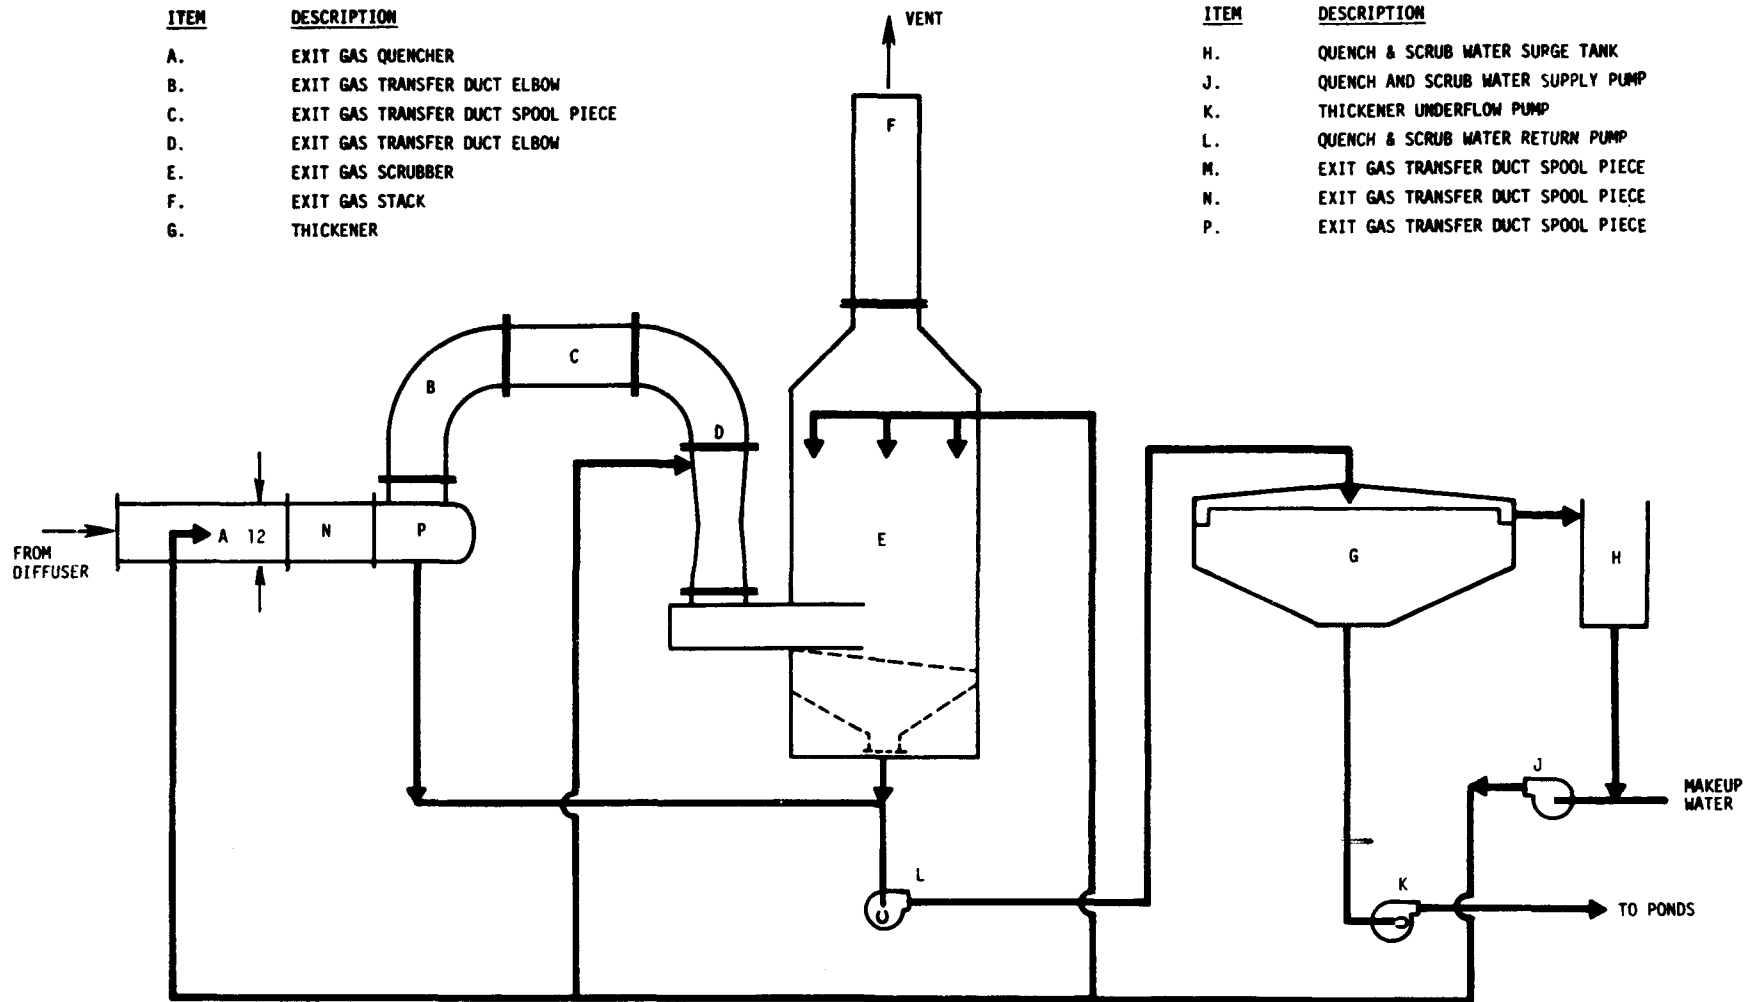 ITEM DESCRIPTION
A. EXIT GAS QUENCHER
B. EXIT GAS TRANSFER DUCT ELBOW
C. EXIT GAS TRANSFER DUCT SPOOL PIECE
D. EXIT GAS TRANSFER DUCT ELBOW
E. EXIT GAS SCRUBBER
F. EXIT GAS STACK
G. THICKENER
VENT
ITEM DESCRIPTION
H. QUENCH & SCRUB WATER SURGE TANK
J. QUENCH AND SCRUB WATER SUPPLY PUMP
K. THICKENER UNDERFLOW PUMP
L. QUENCH & SCRUB WATER RETURN PUMP
M. EXIT GAS TRANSFER DUCT SPOOL PIECE
N. EXIT GAS TRANSFER DUCT SPOOL PIECE
P. EXIT GAS TRANSFER DUCT SPOOL PIECE
F
C
B
D
FROM
DIFFUSER
A 12
N
P
E
G
H
J
MAKEUP
WATER
L
K
TO PONDS